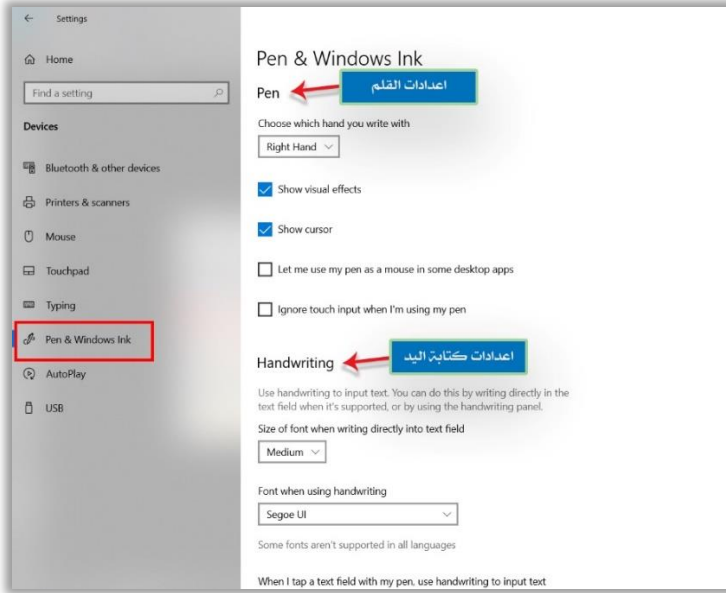 Settings
Home
Find a setting
Devices
Bluetooth & other devices
Printers & scanners
Mouse
Touchpad
Typing
Pen & Windows Ink
AutoPlay
USB
Pen & Windows Ink
Pen
اعدادات القلم
Choose which hand you write with
Right Hand
Show visual effects
Show cursor
Let me use my pen as a mouse in some desktop apps
Ignore touch input when I'm using my pen
Handwriting
اعدادات كتابة اليد
Use handwriting to input text. You can do this by writing directly in the
text field when it's supported, or by using the handwriting panel.
Size of font when writing directly into text field
Medium
Font when using handwriting
Segoe UI
Some fonts aren't supported in all languages
When I tap a text field with my pen, use handwriting to input text